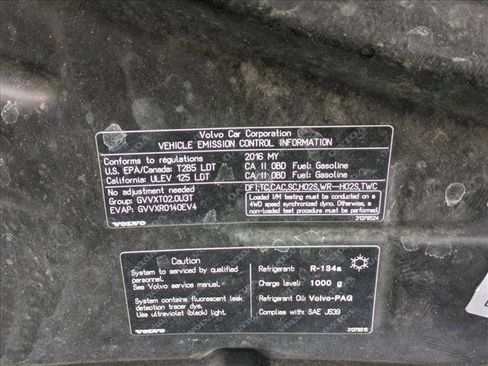 Volvo Car Corporation
VEHICLE EMISSION CONTROL INFORMATION
Conforms to regulations 2016 MY
U.S. EPA/Canada: T2B5 LDT CA II OBD Fuel: Gasoline
California: ULEV 125 LDT CA II OBD Fuel: Gasoline
No adjustment needed. DFI,TC,CAC,SC,HO2S,WR-HO2S,TWC
Group: GVVXT02.0U3T
EVAP: GVVXR0140EV4
Loaded I/M testing must be conducted on a
4WD speed synchronized dyno. Otherwise, a
non-loaded test procedure must be conducted.
VOLVO
Caution
System to serviced by qualified
personnel.
See Volvo service manual.
System contains fluorescent leak
detection tracer dye.
Use ultraviolet (black) light.
Refrigerant: R-134a
Charge level: 1000 g
Refrigerant Oil: Volvo-PAG
Complies with: SAE J639
VOLVO